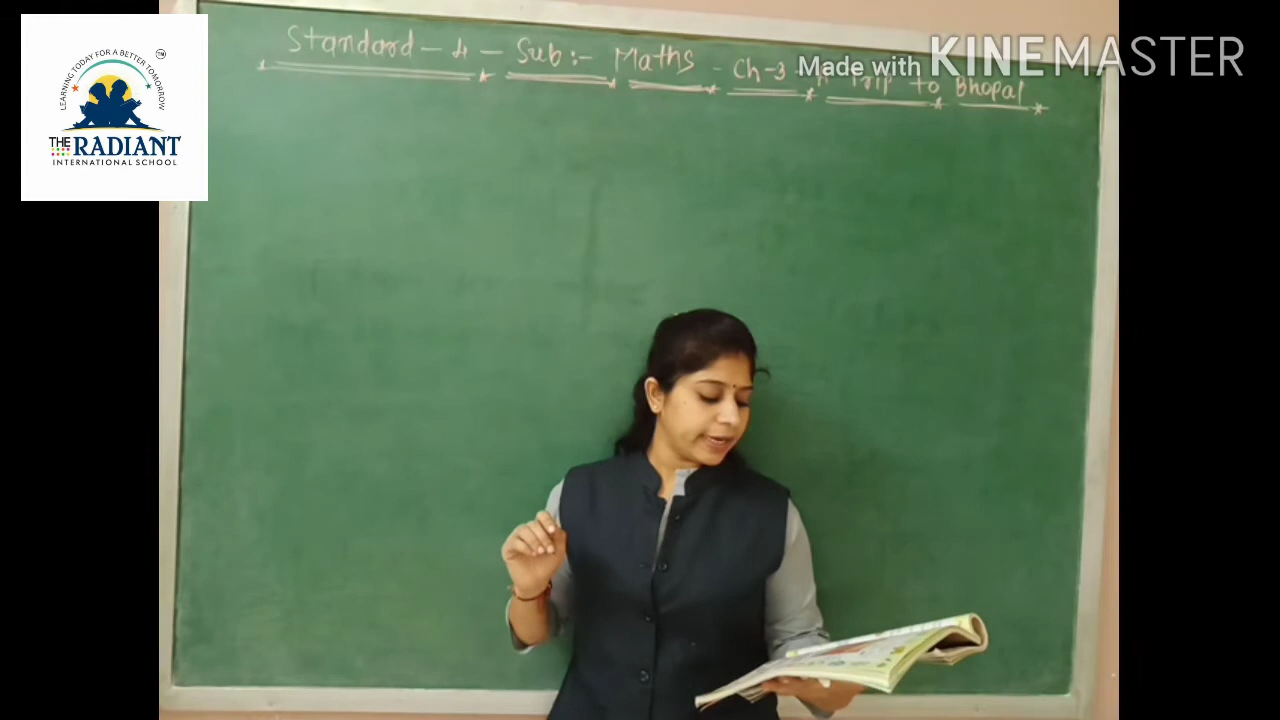 LEARNING TODAY FOR A BETTER TOMORROW
TM
THE RADIANT
INTERNATIONAL SCHOOL
Standard - 4 - Sub:- Maths - Ch-3 A Trip to Bhopal
Made with KINEMASTER